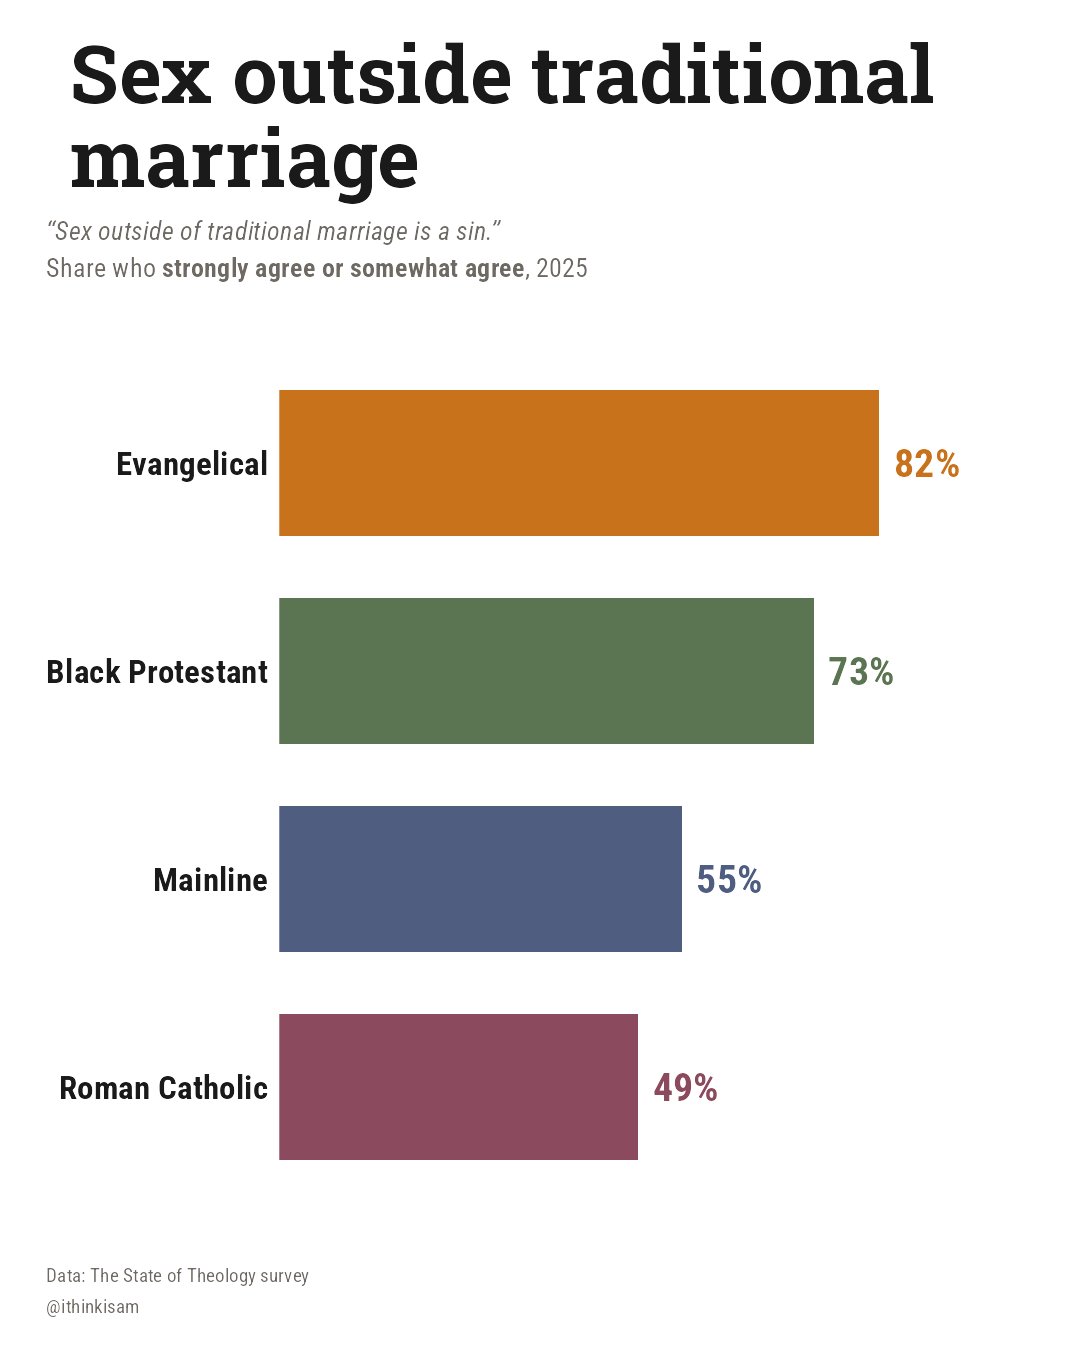 Sex outside traditional
marriage
“Sex outside of traditional marriage is a sin.”
Share who strongly agree or somewhat agree, 2025
Evangelical 82%
Black Protestant 73%
Mainline 55%
Roman Catholic 49%
Data: The State of Theology survey
@ithinkisam